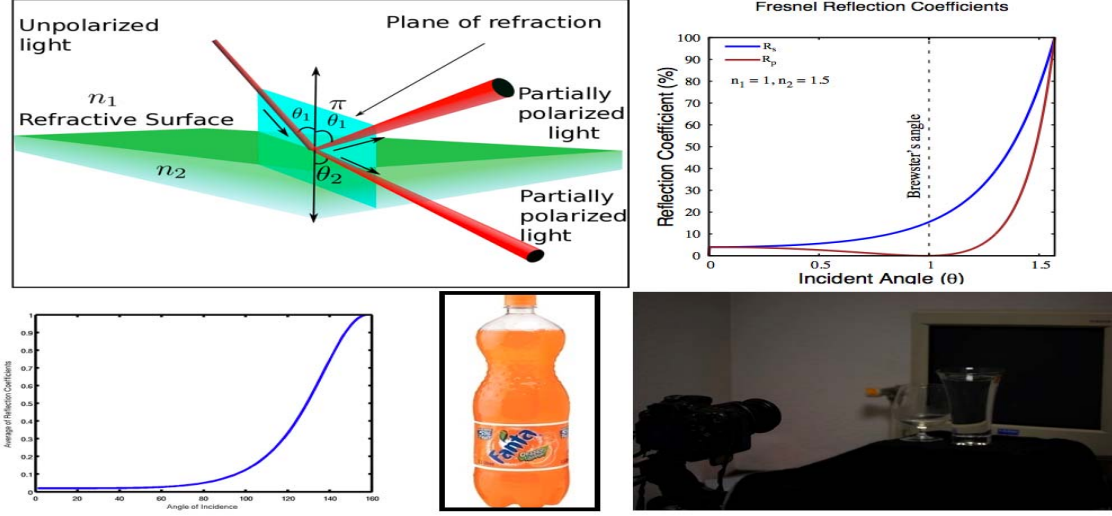 Unpolarized
light
Plane of refraction
n₁
Refractive Surface
π
θ₁
θ₁
Partially
polarized
light
n₂
θ₂
Partially
polarized
light
Fresnel Reflection Coefficients
Reflection Coefficient (%)
100
90
80
70
60
50
40
30
20
10
0
Rₛ
Rₚ
n₁ = 1, n₂ = 1.5
Brewster's angle
0
0.5
1
1.5
Incident Angle (θ)
Average of Reflection Coefficients
1
0.9
0.8
0.7
0.6
0.5
0.4
0.3
0.2
0.1
0
0 20 40 60 80 100 120 140 160
Angle of Incidence
Fanta